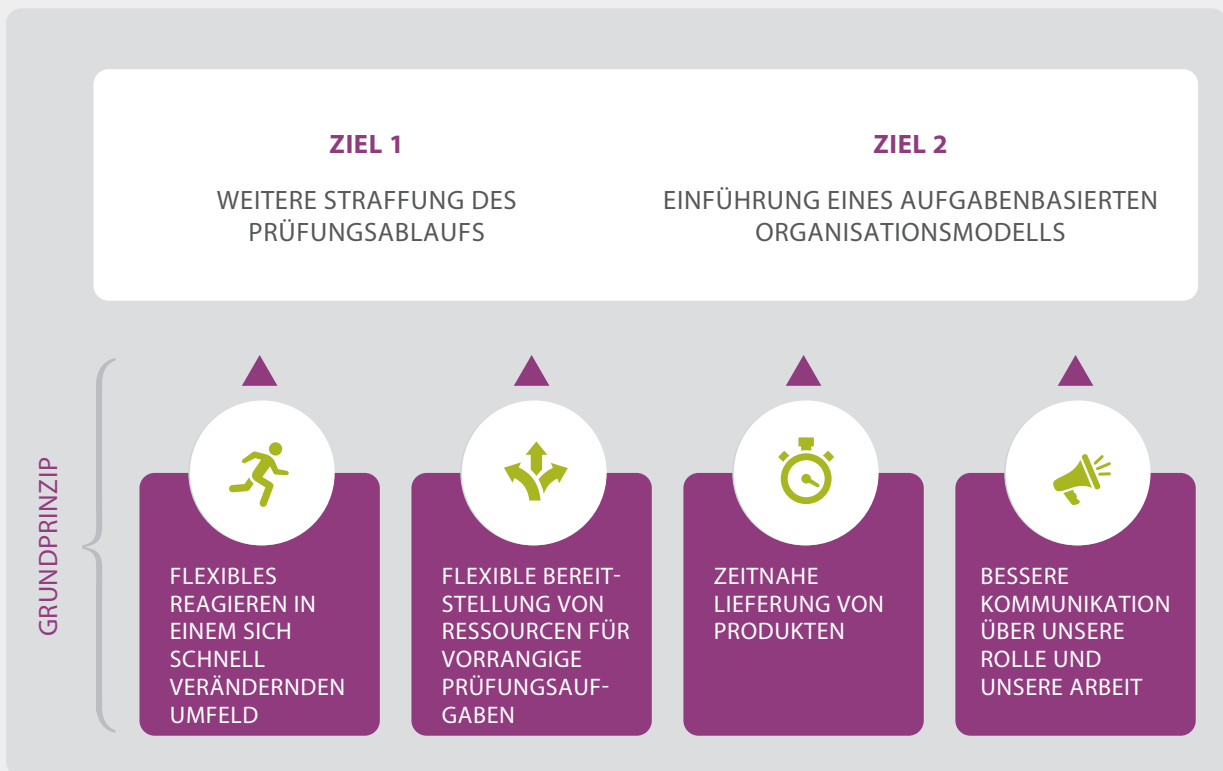 ZIEL 1
WEITERE STRAFFUNG DES
PRÜFUNGSABLAUFS
ZIEL 2
EINFÜHRUNG EINES AUFGABENBASIERTEN
ORGANISATIONSMODELLS
GRUNDPRINZIP
FLEXIBLES
REAGIEREN IN
EINEM SICH
SCHNELL
VERÄNDERNDEN
UMFELD
FLEXIBLE BEREIT-
STELLUNG VON
RESSOURCEN FÜR
VORRANGIGE
PRÜFUNGSAUF-
GABEN
ZEITNAHE
LIEFERUNG VON
PRODUKTEN
BESSERE
KOMMUNIKATION
ÜBER UNSERE
ROLLE UND
UNSERE ARBEIT